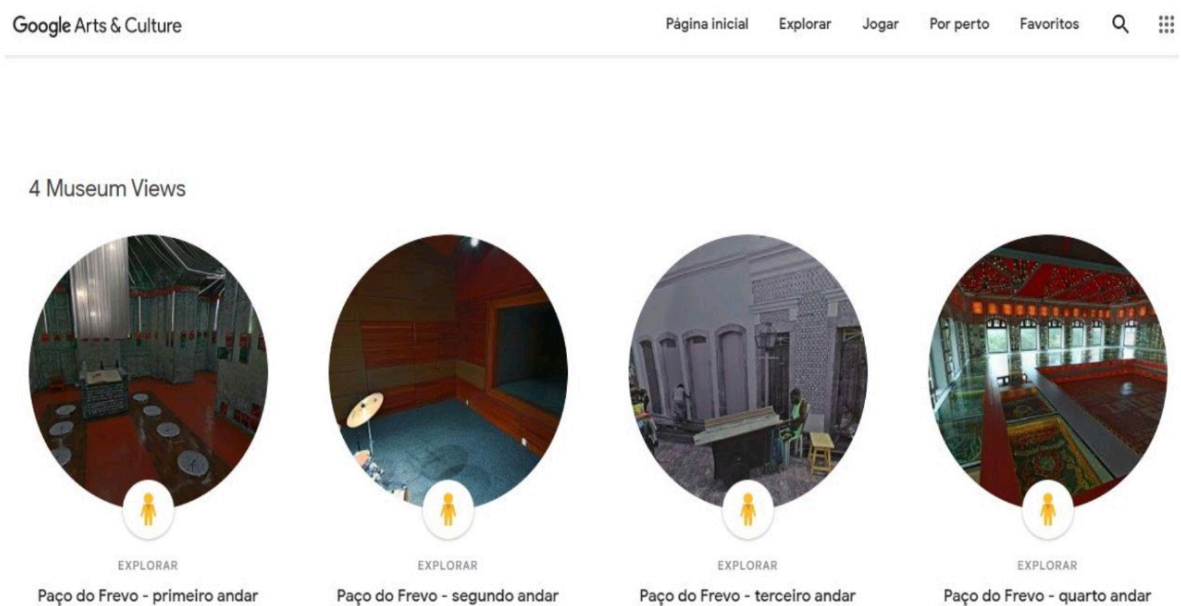 Google Arts & Culture
Página inicial Explorar Jogar Por perto Favoritos
4 Museum Views
EXPLORAR EXPLORAR EXPLORAR EXPLORAR
Paço do Frevo - primeiro andar Paço do Frevo - segundo andar Paço do Frevo - terceiro andar Paço do Frevo - quarto andar